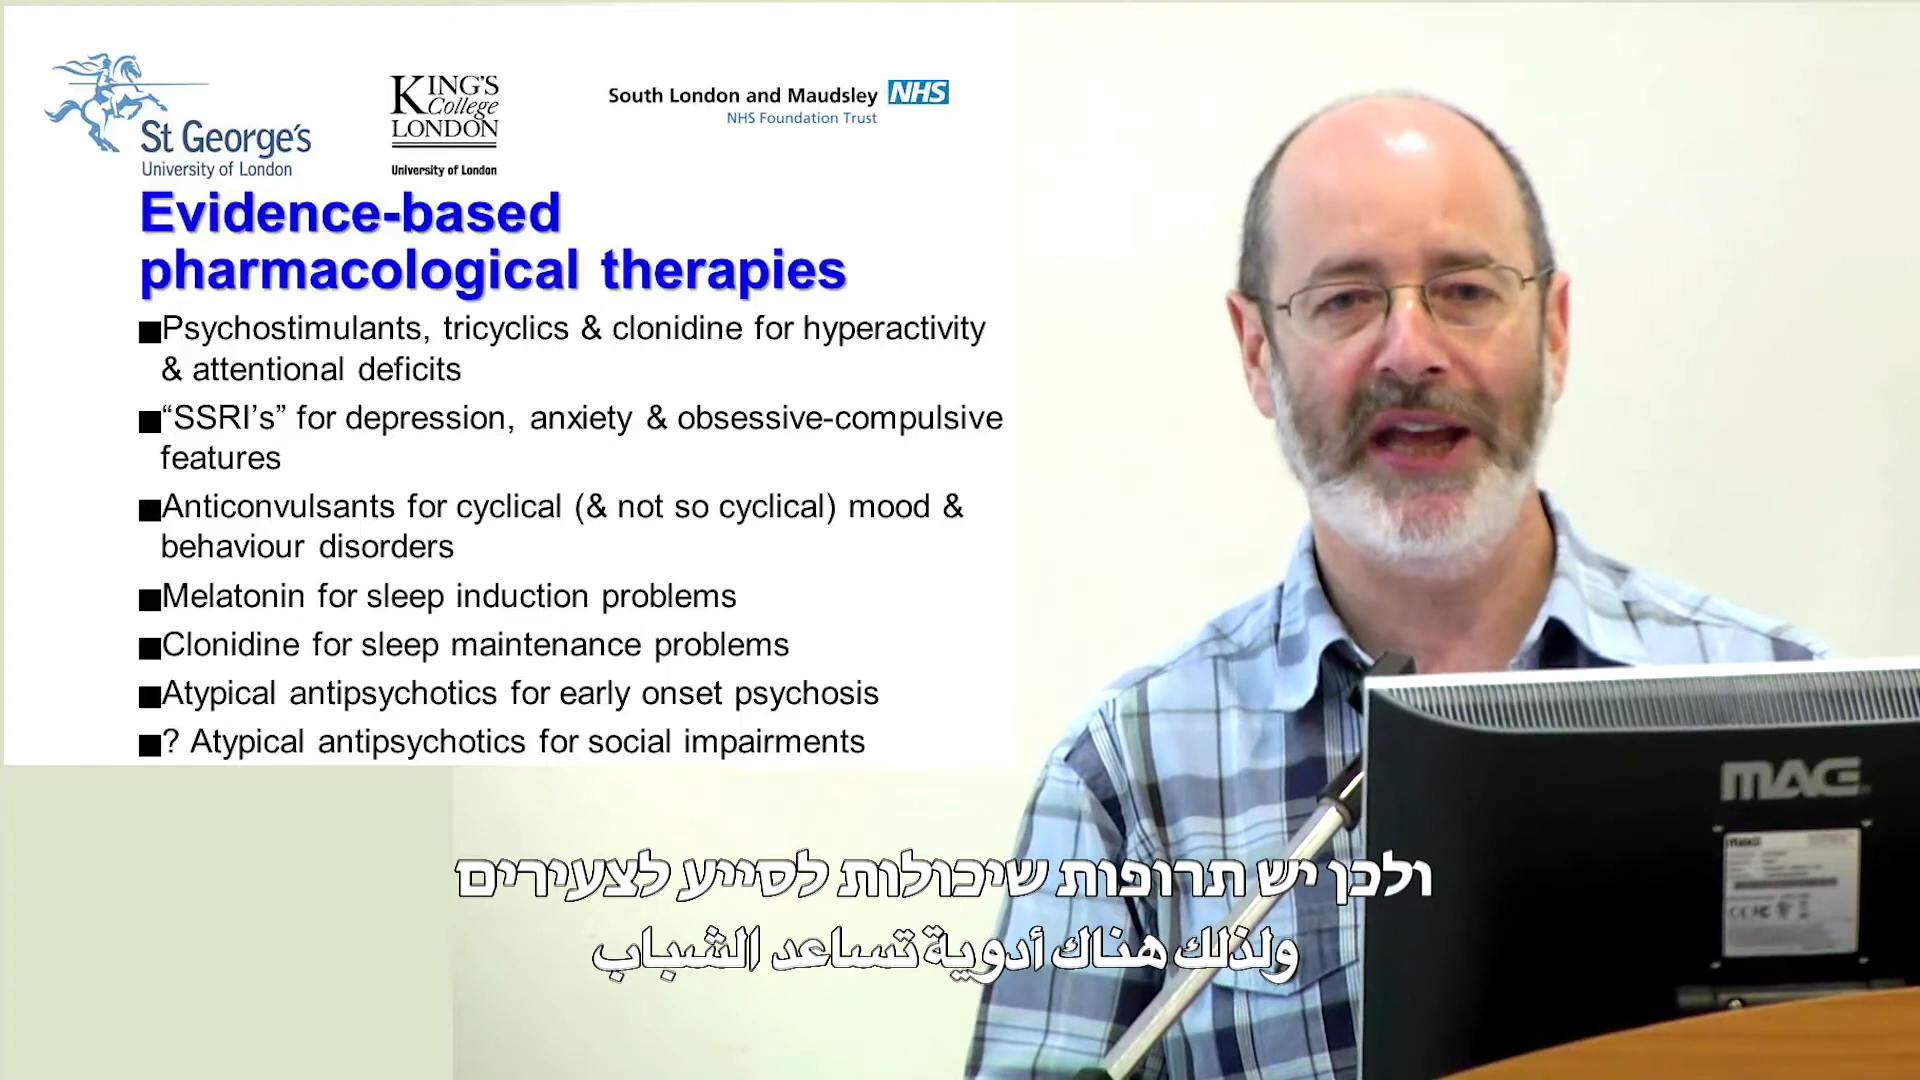 St George's
University of London
KING'S
College
LONDON
University of London
South London and Maudsley NHS
NHS Foundation Trust
Evidence-based
pharmacological therapies
Psychostimulants, tricyclics & clonidine for hyperactivity
& attentional deficits
“SSRI’s” for depression, anxiety & obsessive-compulsive
features
Anticonvulsants for cyclical (& not so cyclical) mood &
behaviour disorders
Melatonin for sleep induction problems
Clonidine for sleep maintenance problems
Atypical antipsychotics for early onset psychosis
? Atypical antipsychotics for social impairments
MAG
ולכן יש תרופות שיכולות לסייע לצעירים
ولذلك هناك أدوية تساعد الشباب